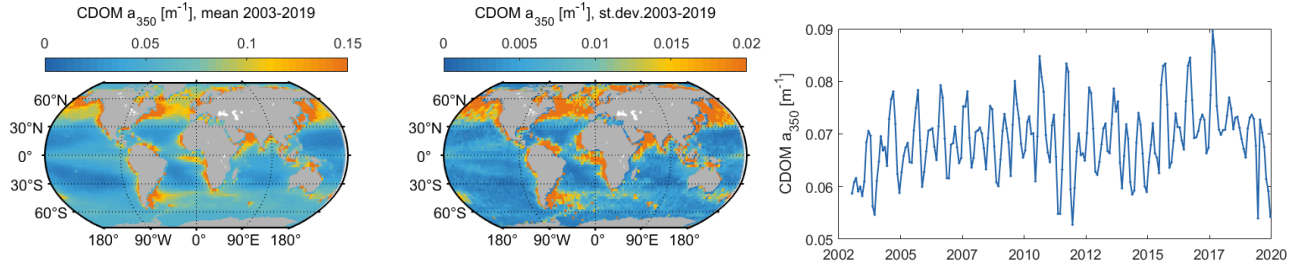 CDOM a350 [m-1], mean 2003-2019
0 0.05 0.1 0.15
60°N
30°N
0°
30°S
60°S
180° 90°W 0° 90°E 180°
CDOM a350 [m-1], st.dev.2003-2019
0 0.005 0.01 0.015 0.02
60°N
30°N
0°
30°S
60°S
180° 90°W 0° 90°E 180°
CDOM a350 [m-1]
0.09
0.08
0.07
0.06
0.05
2002 2005 2007 2010 2012 2015 2017 2020